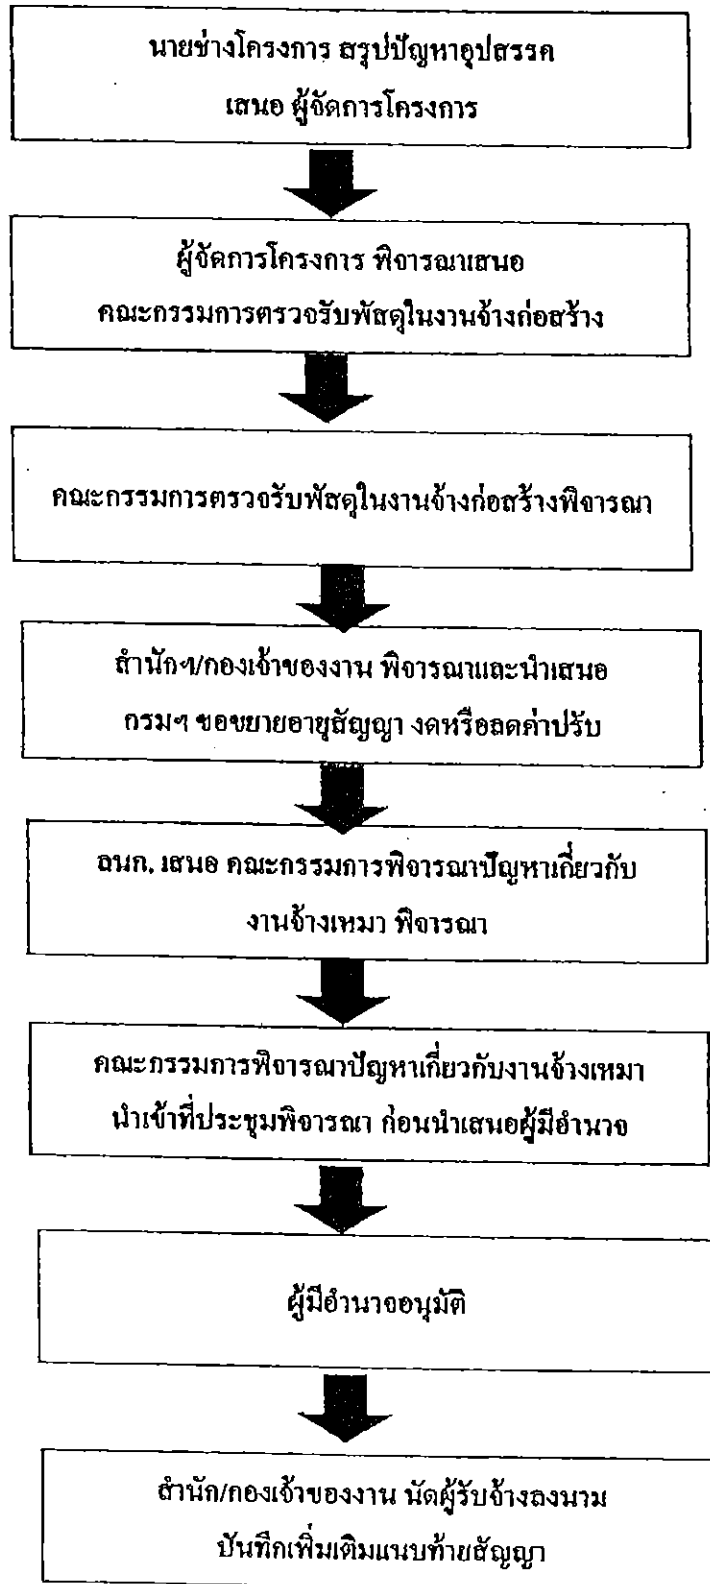 นายช่างโครงการ สรุปปัญหาอุปสรรค
เสนอ ผู้จัดการโครงการ
ผู้จัดการโครงการ พิจารณาเสนอ
คณะกรรมการตรวจรับพัสดุในงานจ้างก่อสร้าง
คณะกรรมการตรวจรับพัสดุในงานจ้างก่อสร้างพิจารณา
สำนักฯ/กองเจ้าของงาน พิจารณาและนำเสนอ
กรมฯ ขอขยายอายุสัญญา งดหรือลดค่าปรับ
ลนก. เสนอ คณะกรรมการพิจารณาปัญหาเกี่ยวกับ
งานจ้างเหมา พิจารณา
คณะกรรมการพิจารณาปัญหาเกี่ยวกับงานจ้างเหมา
นำเข้าที่ประชุมพิจารณา ก่อนนำเสนอผู้มีอำนาจ
ผู้มีอำนาจอนุมัติ
สำนัก/กองเจ้าของงาน นัดผู้รับจ้างลงนาม
บันทึกเพิ่มเติมแนบท้ายสัญญา